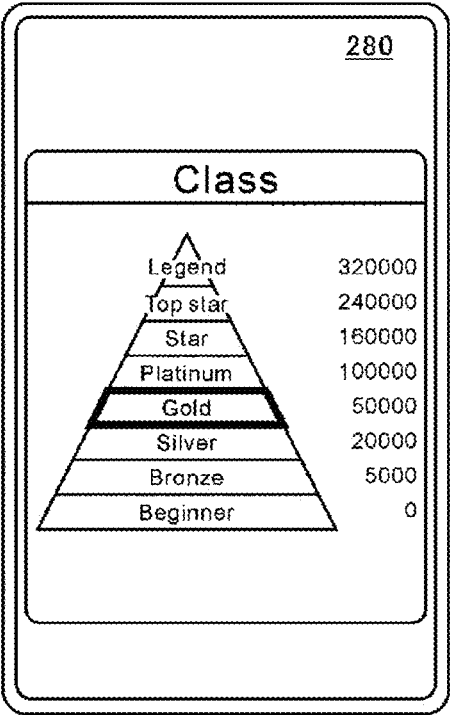 280
Class
Legend 320000
Top star 240000
Star 160000
Platinum 100000
Gold 50000
Silver 20000
Bronze 5000
Beginner 0